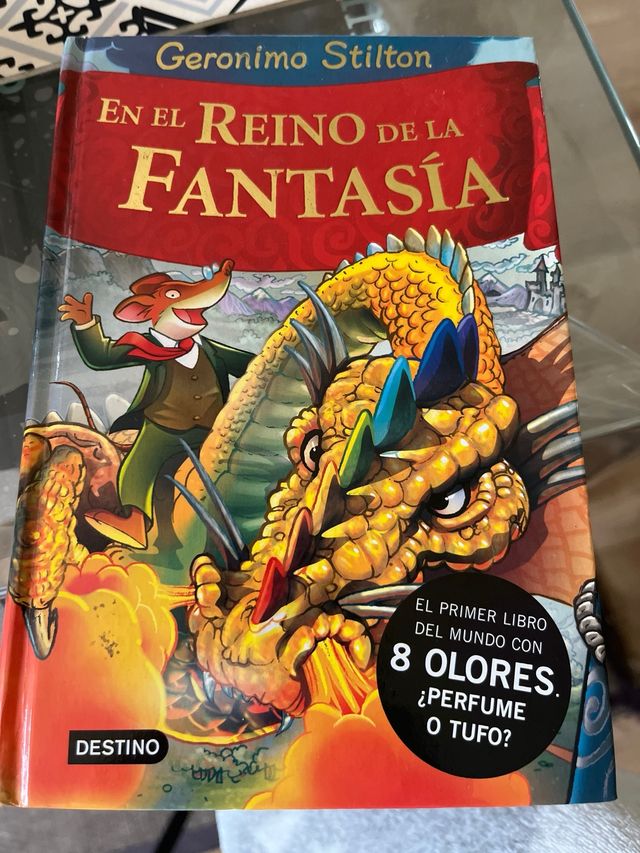 Geronimo Stilton
EN EL REINO DE LA
FANTASÍA
EL PRIMER LIBRO
DEL MUNDO CON
8 OLORES.
¿PERFUME
O TUFO?
DESTINO